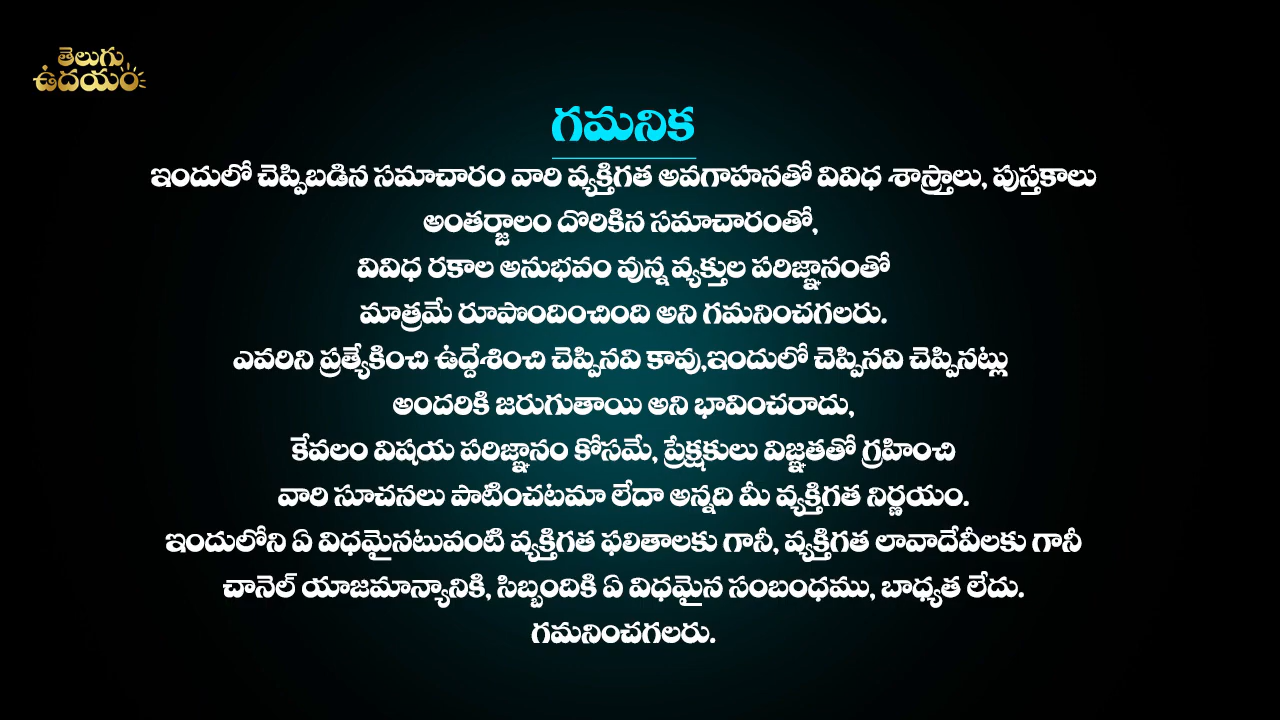 తెలుగు
ఉదయం
గమనిక
ఇందులో చెప్పిబడిన సమాచారం వారి వ్యక్తిగత అవగాహనతో వివిధ శాస్త్రాలు, పుస్తకాలు
అంతర్జాలం దొరికిన సమాచారంతో,
వివిధ రకాల అనుభవం వున్న వ్యక్తుల పరిజ్ఞానంతో
మాత్రమే రూపొందించింది అని గమనించగలరు.
ఎవరిని ప్రత్యేకించి ఉద్దేశించి చెప్పినవి కావు,ఇందులో చెప్పినవి చెప్పినట్లు
అందరికి జరుగుతాయి అని భావించరాదు,
కేవలం విషయ పరిజ్ఞానం కోసమే, ప్రేక్షకులు విజ్ఞతతో గ్రహించి
వారి సూచనలు పాటించటమా లేదా అన్నది మీ వ్యక్తిగత నిర్ణయం.
ఇందులోని ఏ విధమైనటువంటి వ్యక్తిగత ఫలితాలకు గానీ, వ్యక్తిగత లావాదేవీలకు గానీ
చానెల్ యాజమాన్యానికి, సిబ్బందికి ఏ విధమైన సంబంధము, బాధ్యత లేదు.
గమనించగలరు.